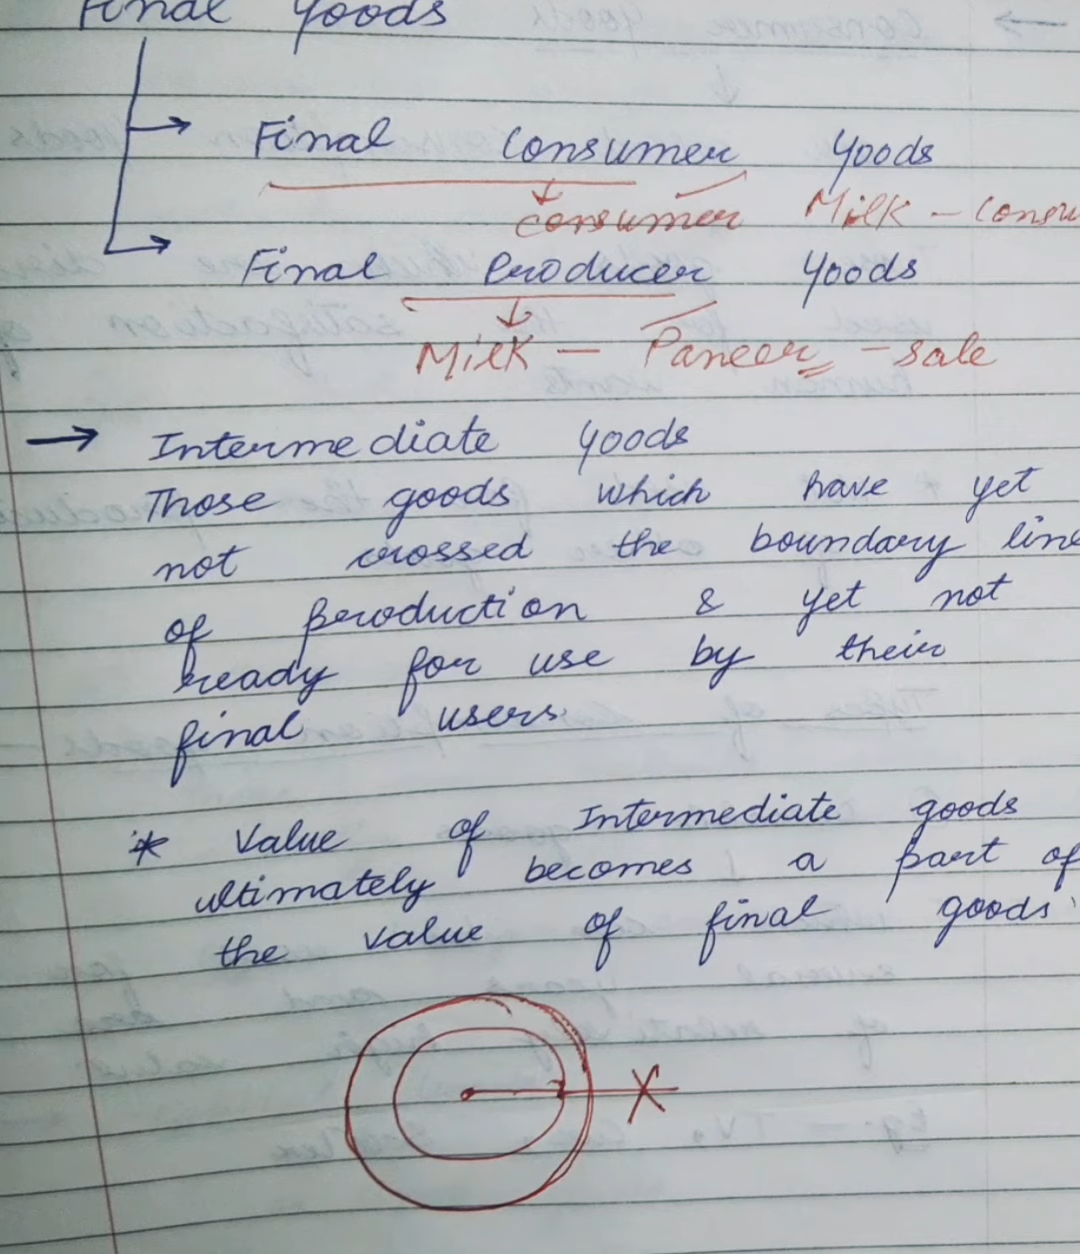 Final Goods
Final Consumer Goods
consumer Milk - Consu
Final Producer Goods
Milk - Paneer - sale
→ Intermediate Goods
Those goods which have yet
not crossed the boundary line
of production & yet not
ready for use by their
final users.
* Value of Intermediate goods
ultimately becomes a part of
the value of final goods.
X